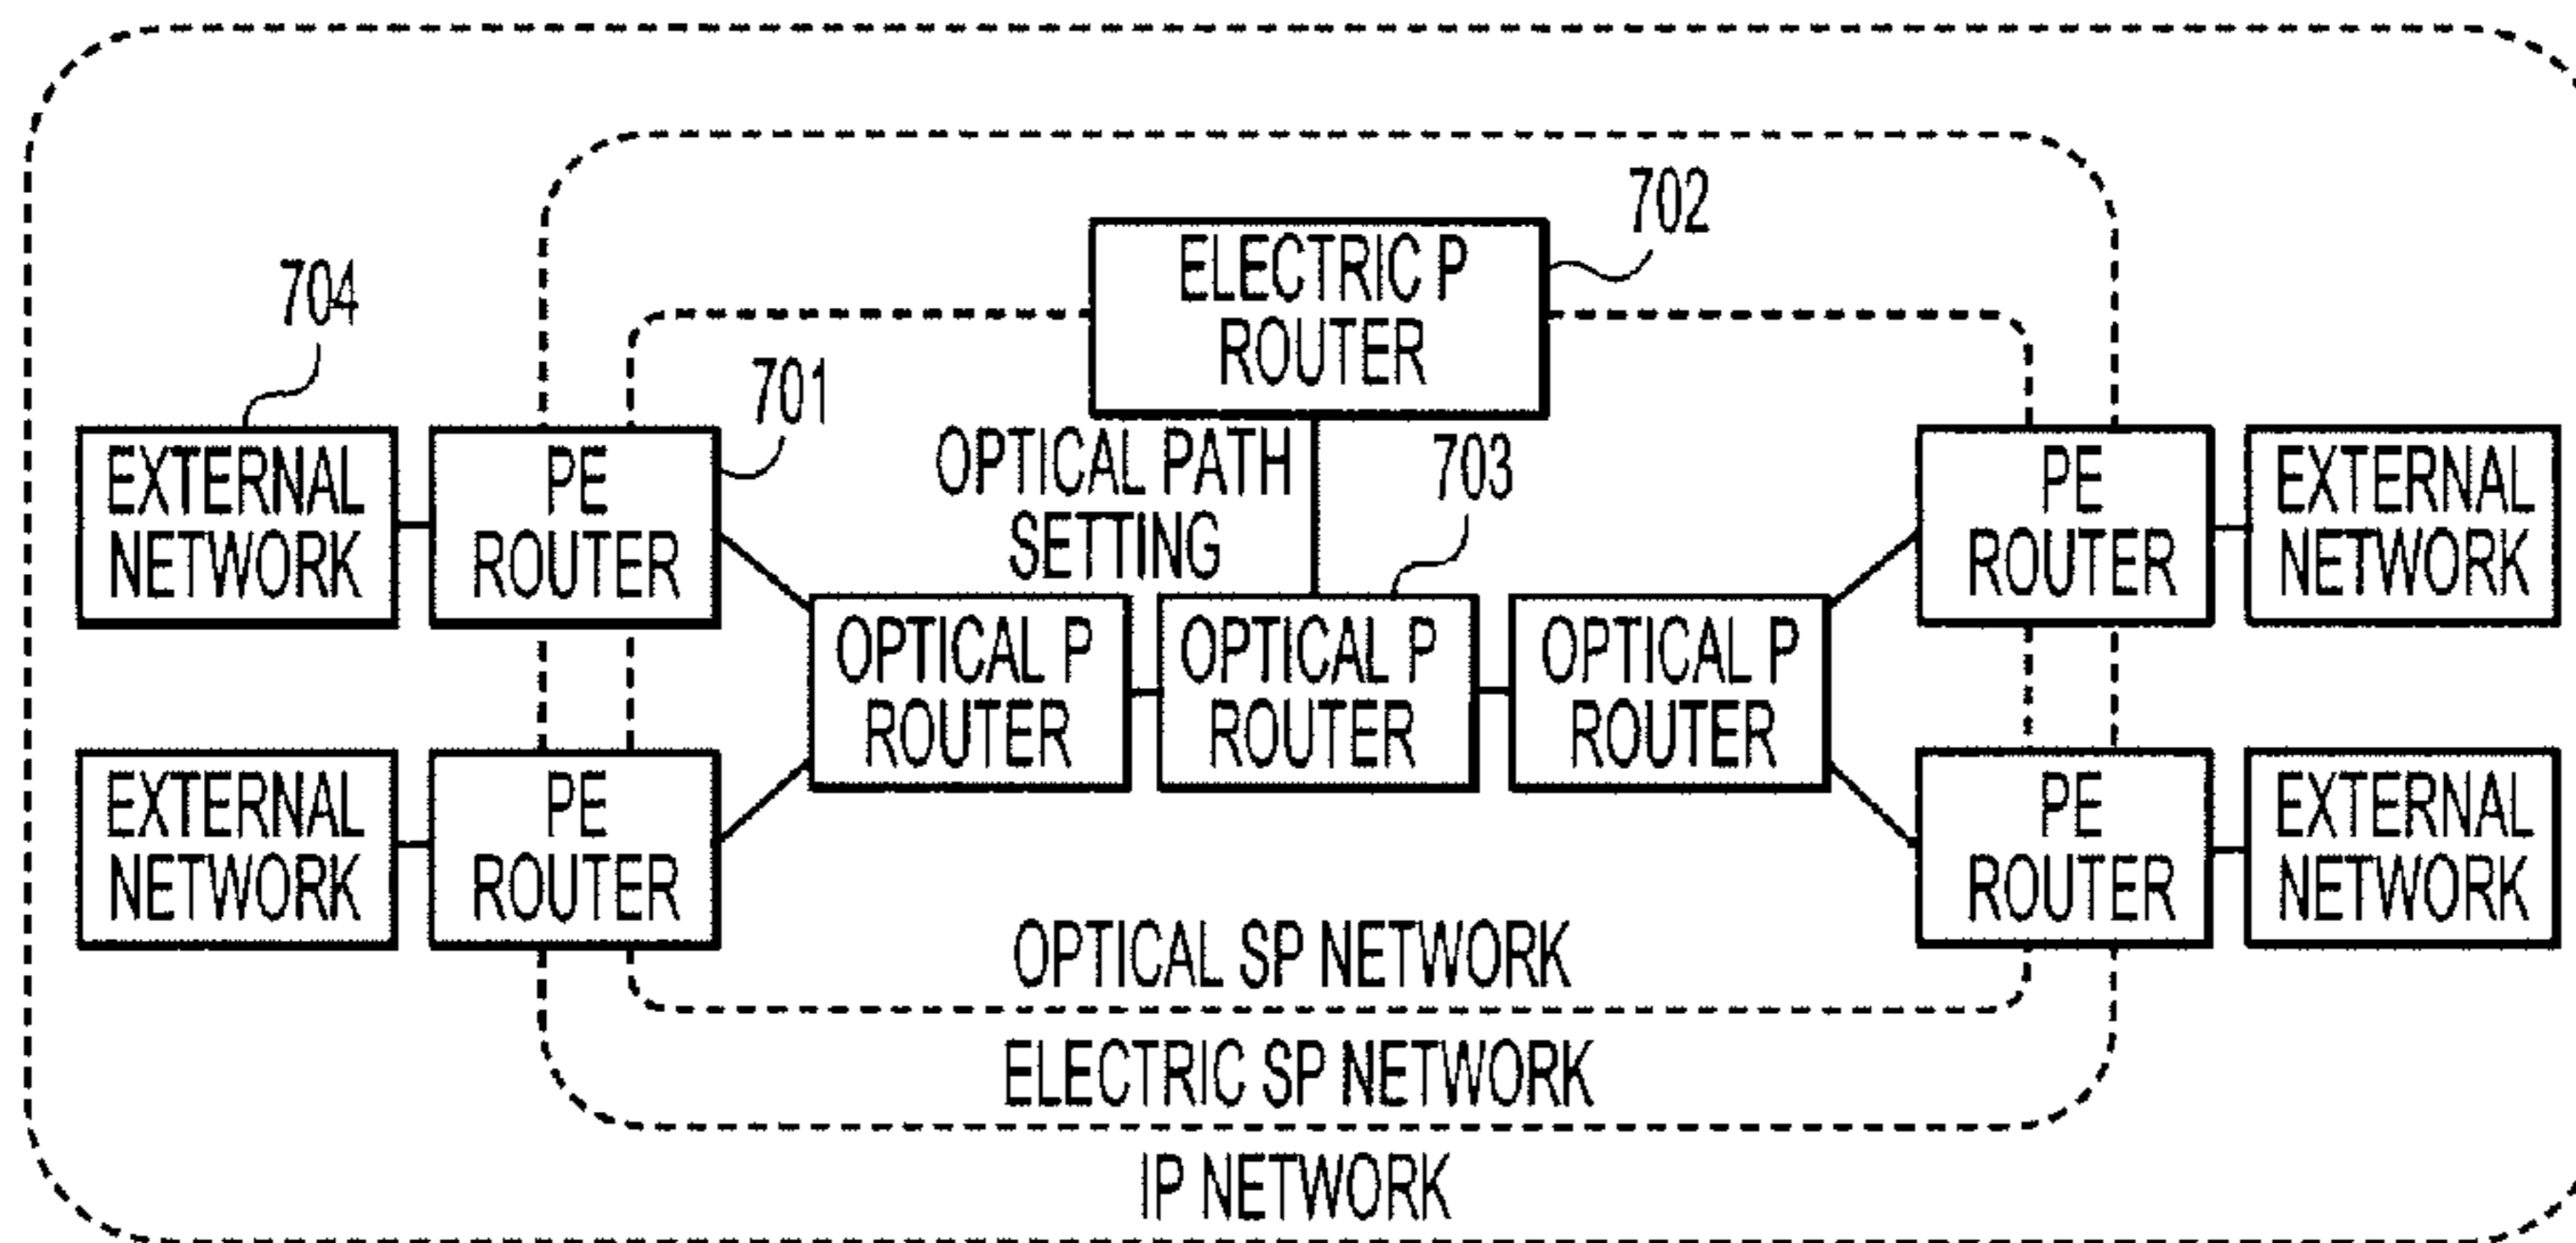 702
ELECTRIC P
ROUTER
704
701
EXTERNAL
NETWORK
PE
ROUTER
OPTICAL PATH
SETTING
703
PE
ROUTER
EXTERNAL
NETWORK
OPTICAL P
ROUTER
OPTICAL P
ROUTER
OPTICAL P
ROUTER
EXTERNAL
NETWORK
PE
ROUTER
PE
ROUTER
EXTERNAL
NETWORK
OPTICAL SP NETWORK
ELECTRIC SP NETWORK
IP NETWORK